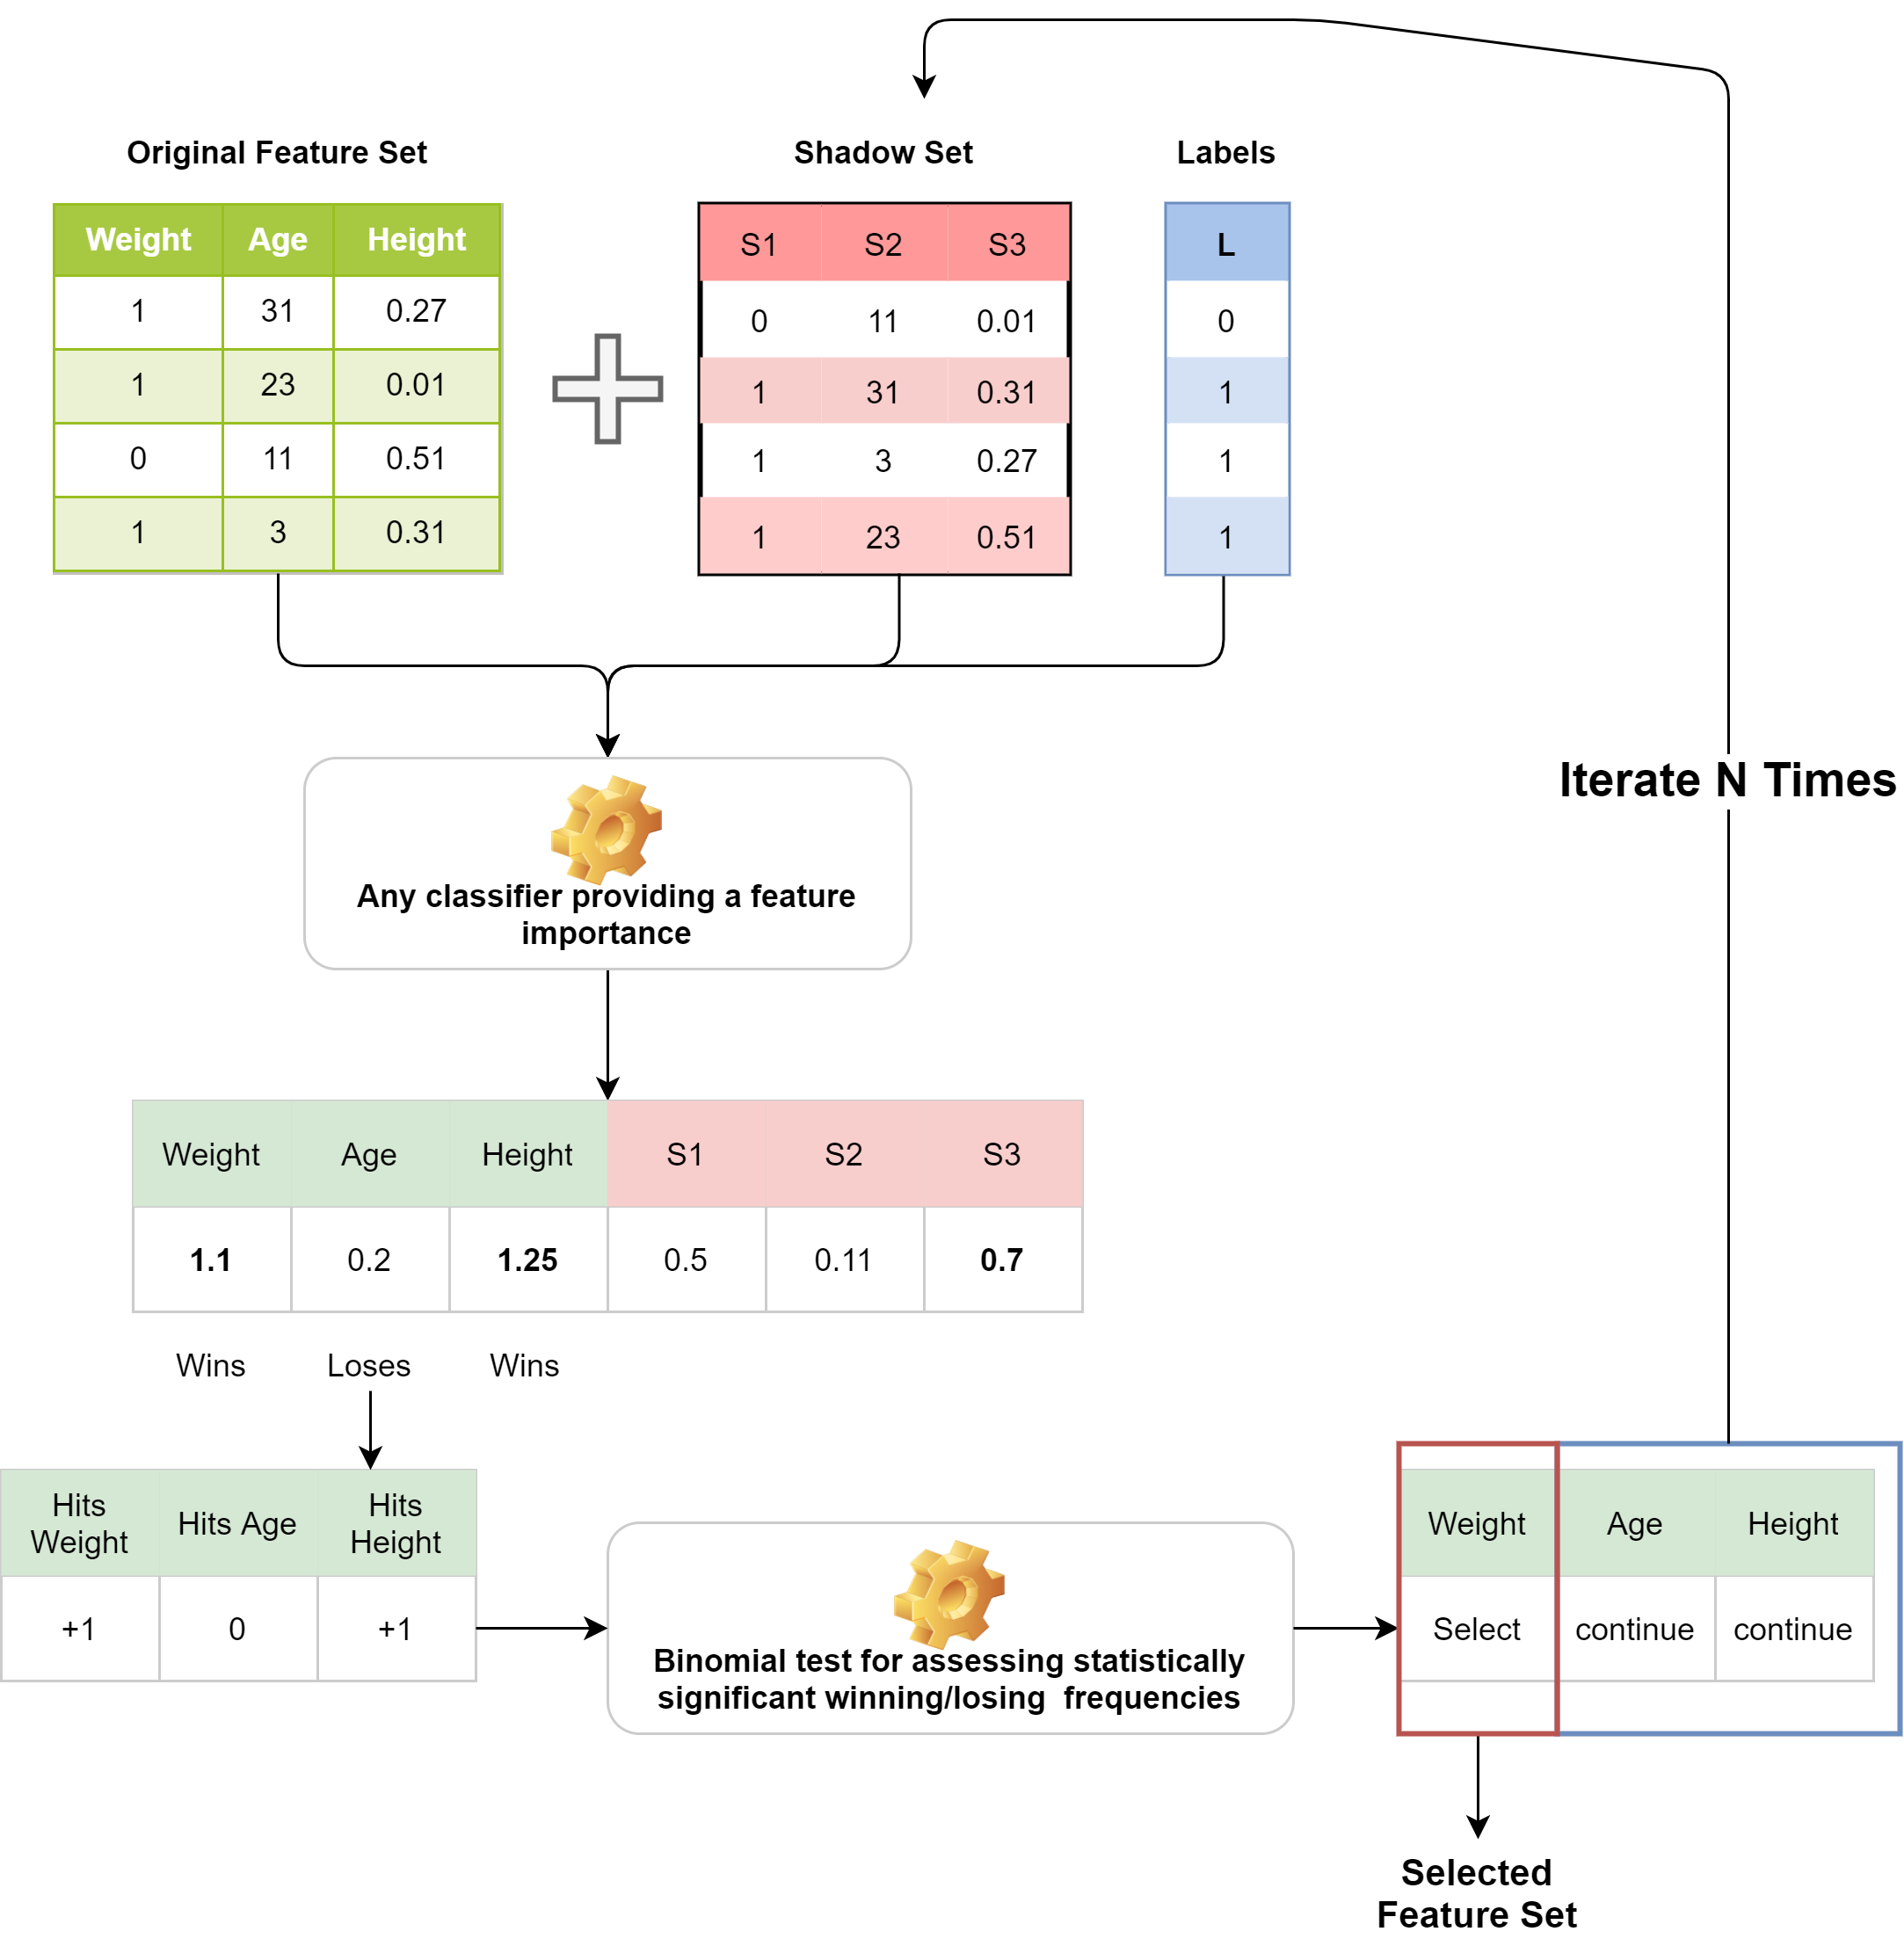 Original Feature Set
Shadow Set
Labels
Weight Age Height
1 31 0.27
1 23 0.01
0 11 0.51
1 3 0.31
S1 S2 S3
0 11 0.01
1 31 0.31
1 3 0.27
1 23 0.51
L
0
1
1
1
Iterate N Times
Any classifier providing a feature
importance
Weight Age Height S1 S2 S3
1.1 0.2 1.25 0.5 0.11 0.7
Wins Loses Wins
Hits
Weight
Hits Age
Hits
Height
+1 0 +1
Binomial test for assessing statistically
significant winning/losing frequencies
Weight Age Height
Select continue continue
Selected
Feature Set